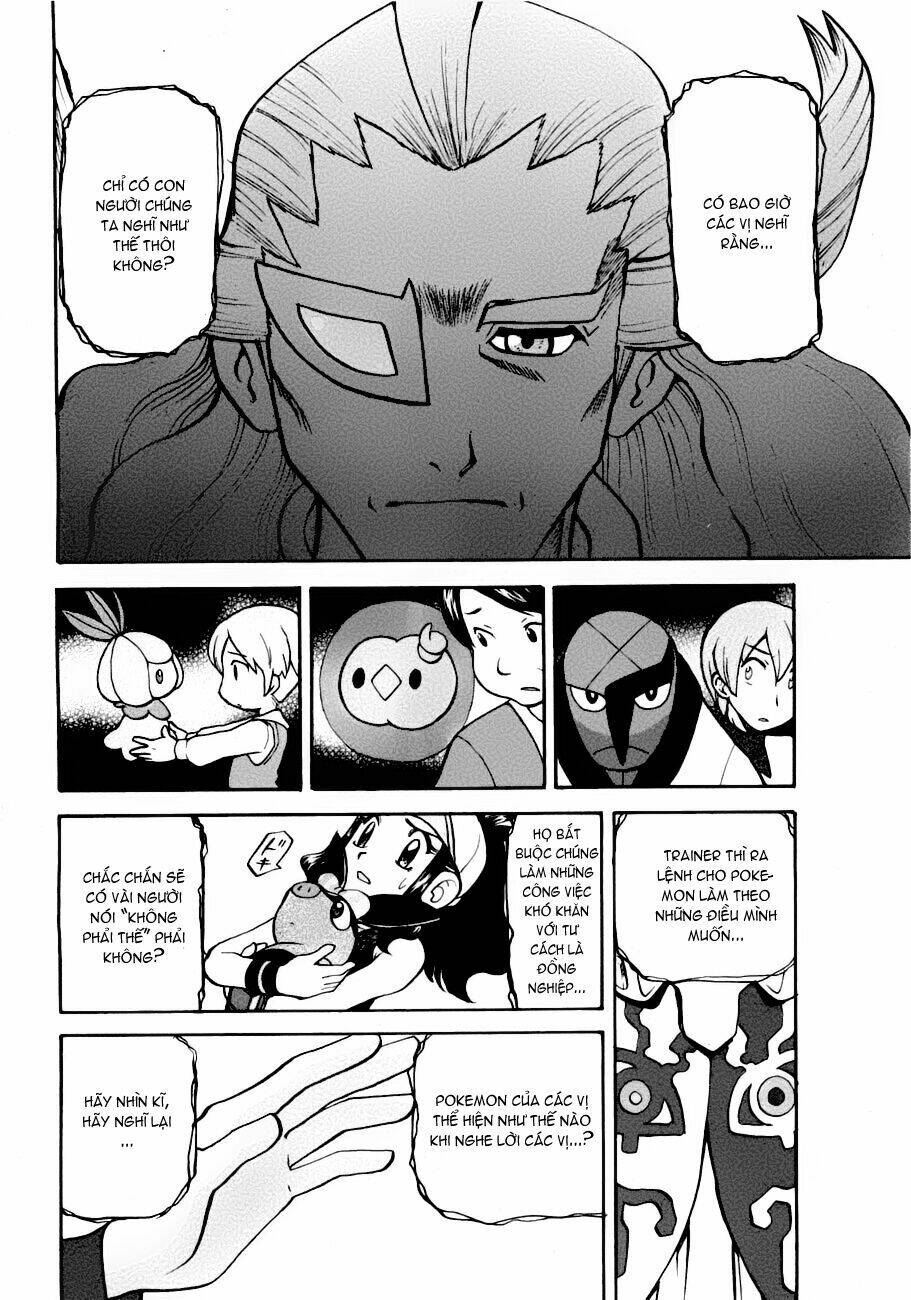 CÓ BAO GIỜ
CÁC VỊ NGHĨ
RẰNG...
CHỈ CÓ CON
NGƯỜI CHÚNG
TA NGHĨ NHƯ
THẾ THÔI
KHÔNG?
TRAINER THÌ RA
LỆNH CHO POKE-
MON LÀM THEO
NHỮNG ĐIỀU MÌNH
MUỐN...
HỌ BẮT
BUỘC CHÚNG
LÀM NHỮNG
CÔNG VIỆC
KHÓ KHĂN
VỚI TƯ
CÁCH LÀ
ĐỒNG
NGHIỆP...
ドキ
CHẮC CHẮN SẼ
CÓ VÀI NGƯỜI
NÓI “KHÔNG
PHẢI THẾ” PHẢI
KHÔNG?
POKEMON CỦA CÁC VỊ
THỂ HIỆN NHƯ THẾ NÀO
KHI NGHE LỜI CÁC VỊ...?
HÃY NHÌN KĨ,
HÃY NGHĨ LẠI
...